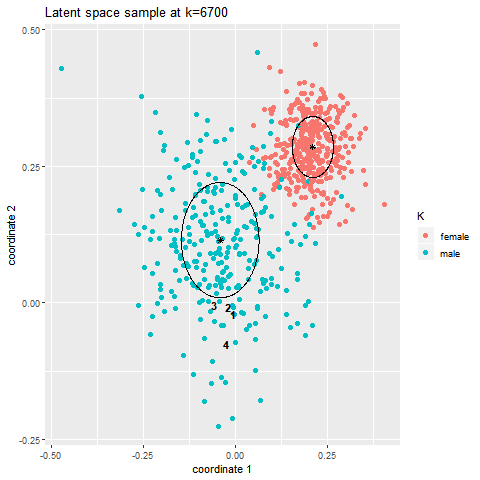 Latent space sample at k=6700
0.50
0.25
0.00
-0.25
-0.50
-0.25
0.00
0.25
coordinate 1
coordinate 2
K
female
male
3
2
1
4